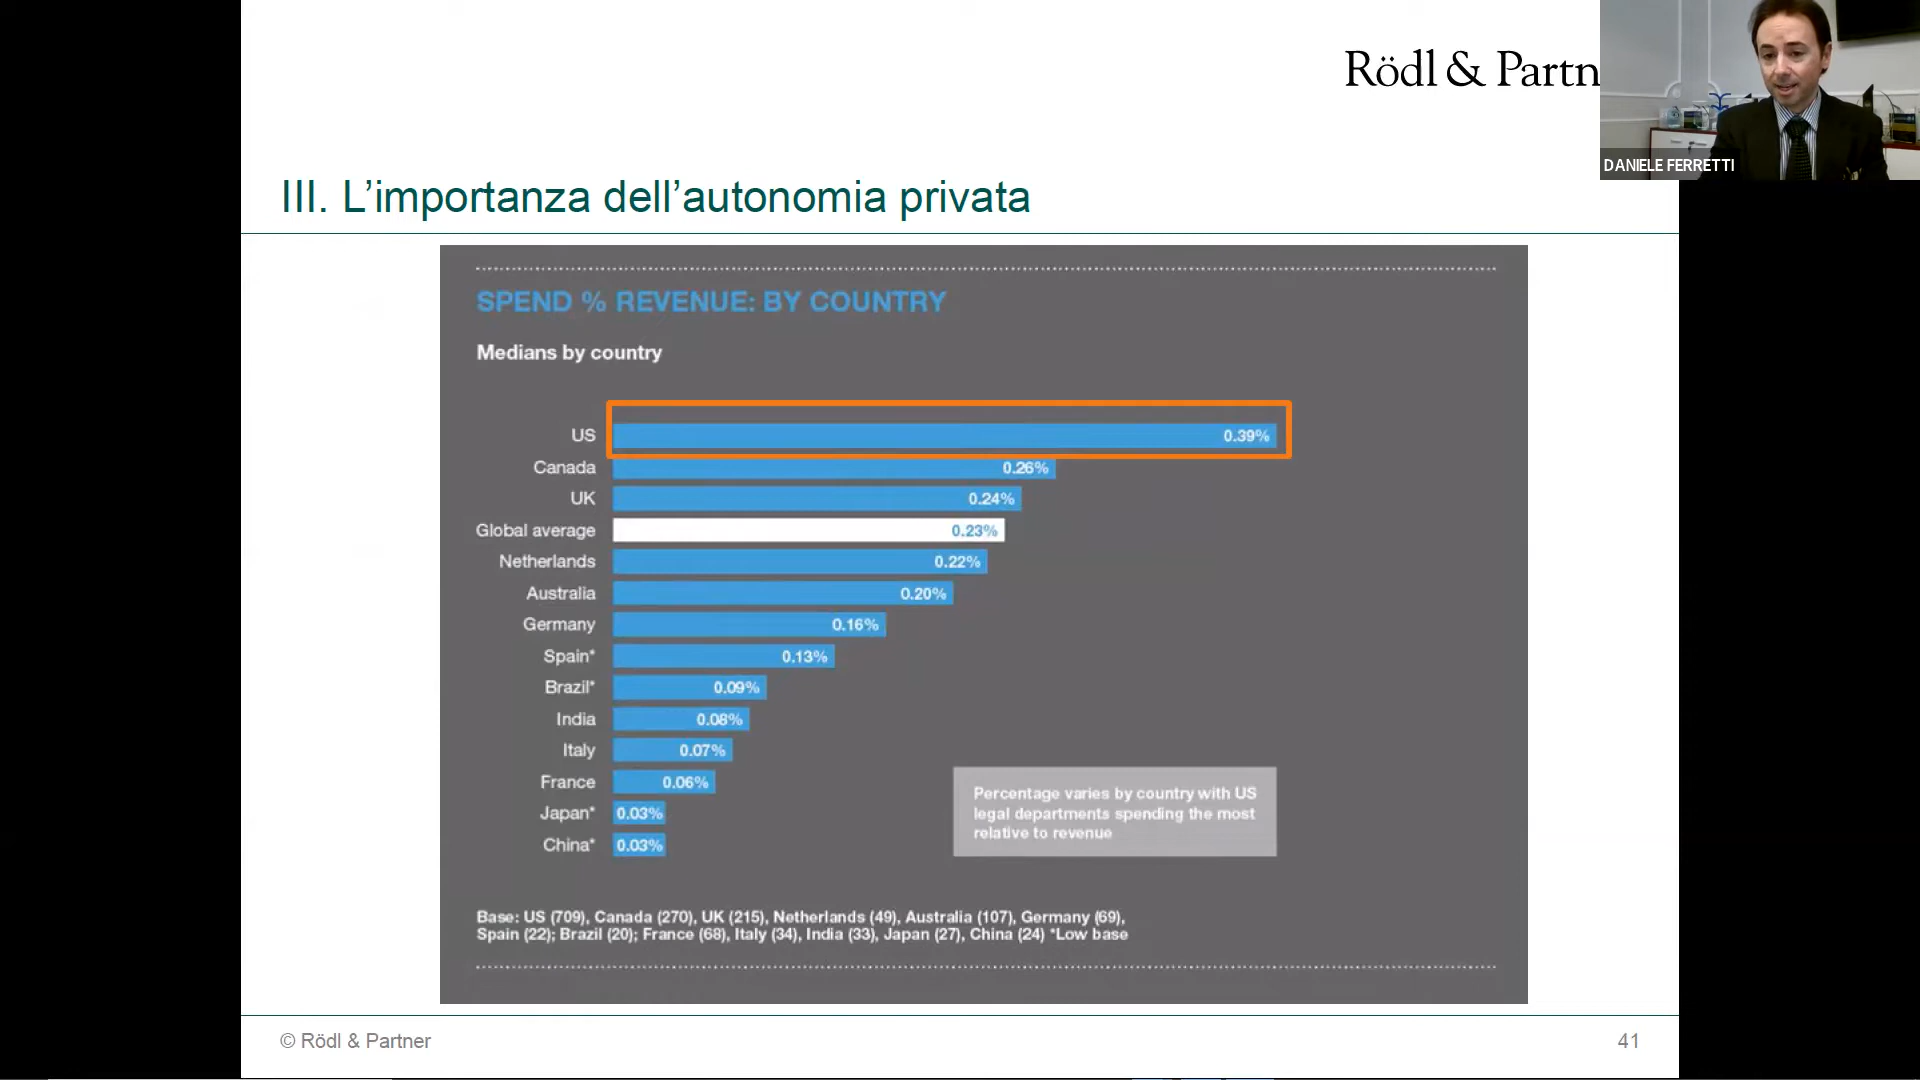 Rödl & Partn
DANIELE FERRETTI
III. L’importanza dell’autonomia privata
SPEND % REVENUE: BY COUNTRY
Medians by country
US 0.39%
Canada 0.26%
UK 0.24%
Global average 0.23%
Netherlands 0.22%
Australia 0.20%
Germany 0.16%
Spain* 0.13%
Brazil* 0.09%
India 0.08%
Italy 0.07%
France 0.06%
Japan* 0.03%
China* 0.03%
Percentage varies by country with US
legal departments spending the most
relative to revenue
Base: US (709), Canada (270), UK (215), Netherlands (49), Australia (107), Germany (69),
Spain (22); Brazil (20); France (68), Italy (34), India (33), Japan (27), China (24) *Low base
© Rödl & Partner
41